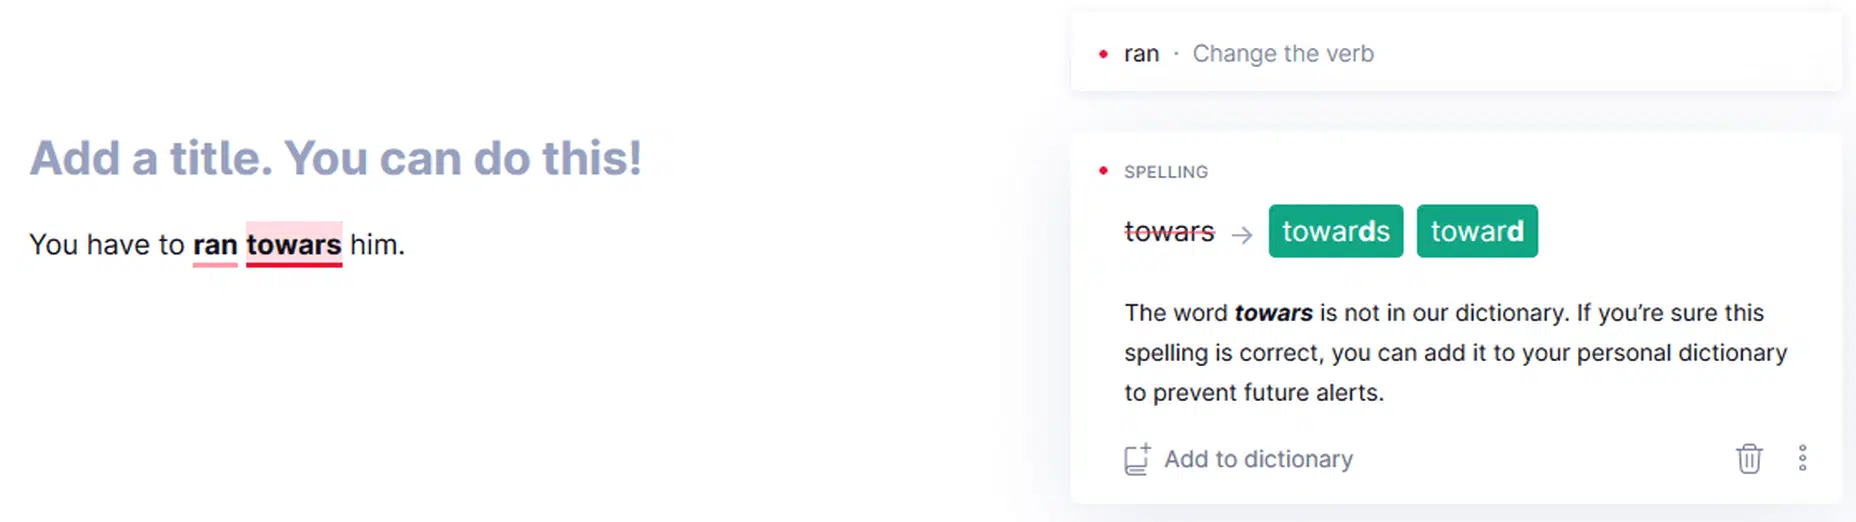 Add a title. You can do this!
You have to ran towars him.
ran · Change the verb
SPELLING
towars → towards toward
The word towars is not in our dictionary. If you’re sure this
spelling is correct, you can add it to your personal dictionary
to prevent future alerts.
Add to dictionary